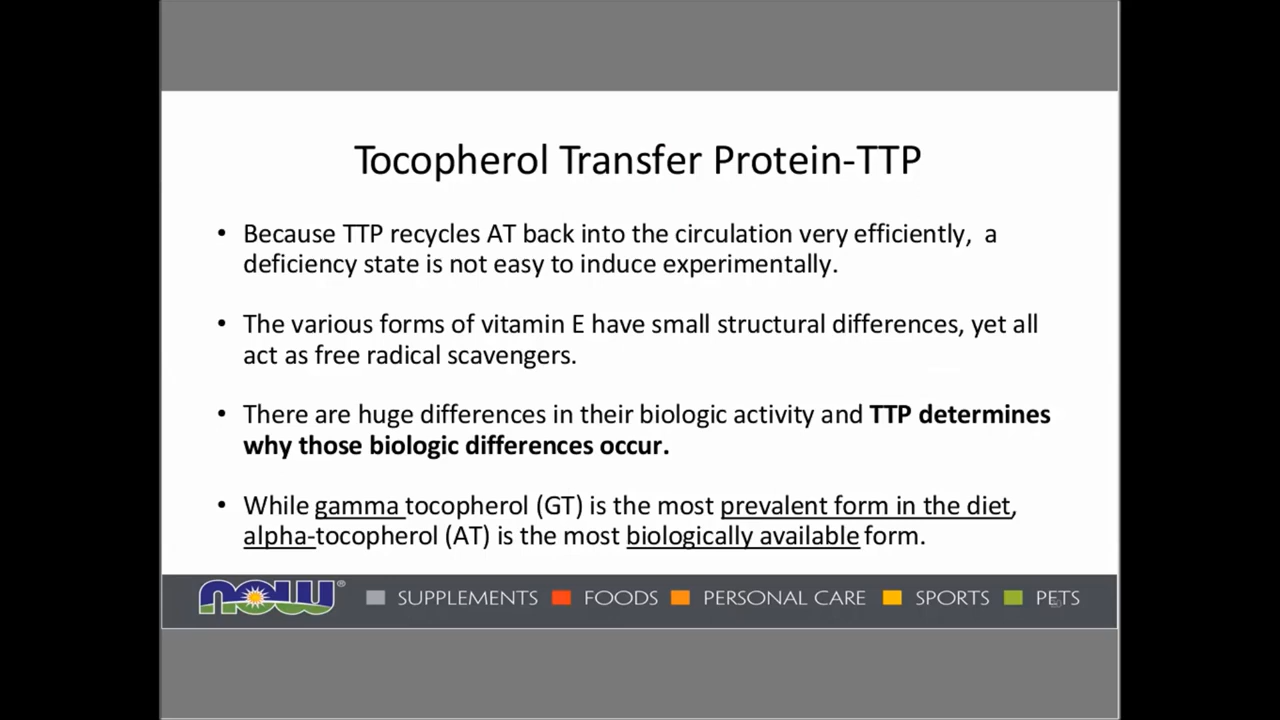 Tocopherol Transfer Protein-TTP
• Because TTP recycles AT back into the circulation very efficiently, a
deficiency state is not easy to induce experimentally.
• The various forms of vitamin E have small structural differences, yet all
act as free radical scavengers.
• There are huge differences in their biologic activity and TTP determines
why those biologic differences occur.
• While gamma tocopherol (GT) is the most prevalent form in the diet,
alpha-tocopherol (AT) is the most biologically available form.
now® SUPPLEMENTS FOODS PERSONAL CARE SPORTS PETS